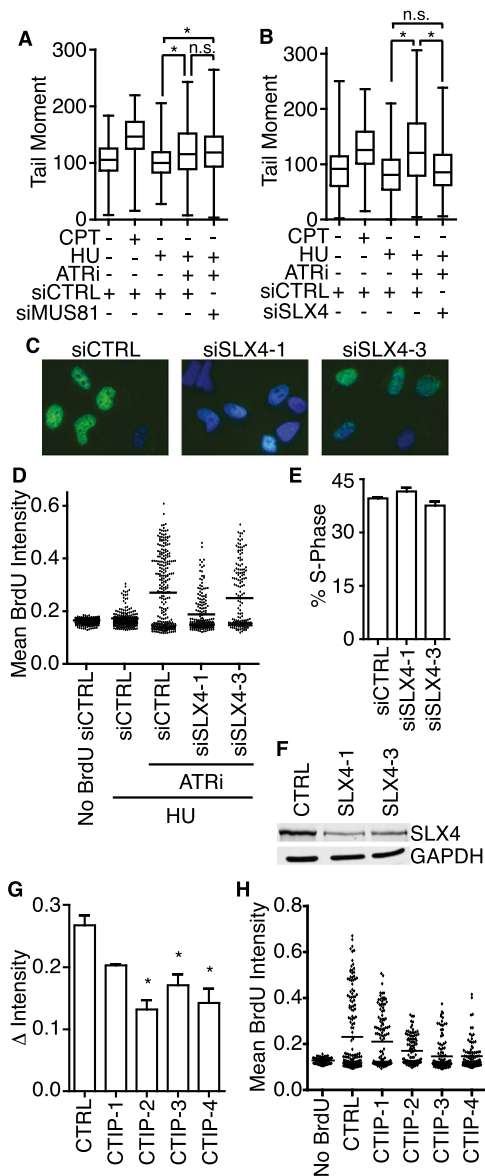 A
B
n.s.
*
*
n.s.
*
*
300
200
100
0
Tail Moment
300
200
100
0
Tail Moment
CPT - + - - -
HU - - + + +
ATRi - - - + +
siCTRL + + + + -
siMUS81 - - - - +
CPT - + - - -
HU - - + + +
ATRi - - - + +
siCTRL + + + + -
siSLX4 - - - - +
C
siCTRL
siSLX4-1
siSLX4-3
D
Mean BrdU Intensity
0.6
0.4
0.2
0.0
No BrdU siCTRL
siCTRL
siCTRL
siSLX4-1
siSLX4-3
ATRi
HU
E
% S-Phase
45
30
15
0
siCTRL
siSLX4-1
siSLX4-3
F
CTRL
SLX4-1
SLX4-3
SLX4
GAPDH
G
Δ Intensity
0.3
0.2
0.1
0.0
*
*
*
CTRL
CTIP-1
CTIP-2
CTIP-3
CTIP-4
H
Mean BrdU Intensity
0.8
0.6
0.4
0.2
0.0
No BrdU
CTRL
CTIP-1
CTIP-2
CTIP-3
CTIP-4